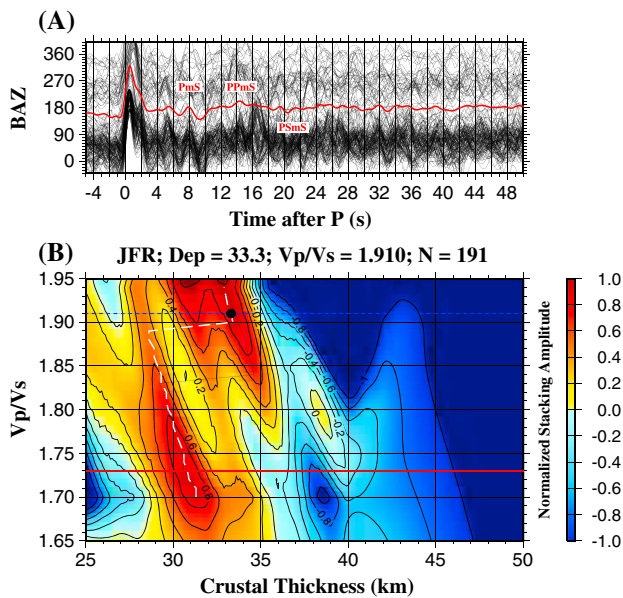 (A)
BAZ
360
270
180
90
0
PmS
PPmS
PSmS
-4 0 4 8 12 16 20 24 28 32 36 40 44 48
Time after P (s)
(B)
JFR; Dep = 33.3; Vp/Vs = 1.910; N = 191
Vp/Vs
1.95
1.90
1.85
1.80
1.75
1.70
1.65
25 30 35 40 45 50
Crustal Thickness (km)
Normalized Stacking Amplitude
1.0
0.8
0.6
0.4
0.2
0.0
-0.2
-0.4
-0.6
-0.8
-1.0